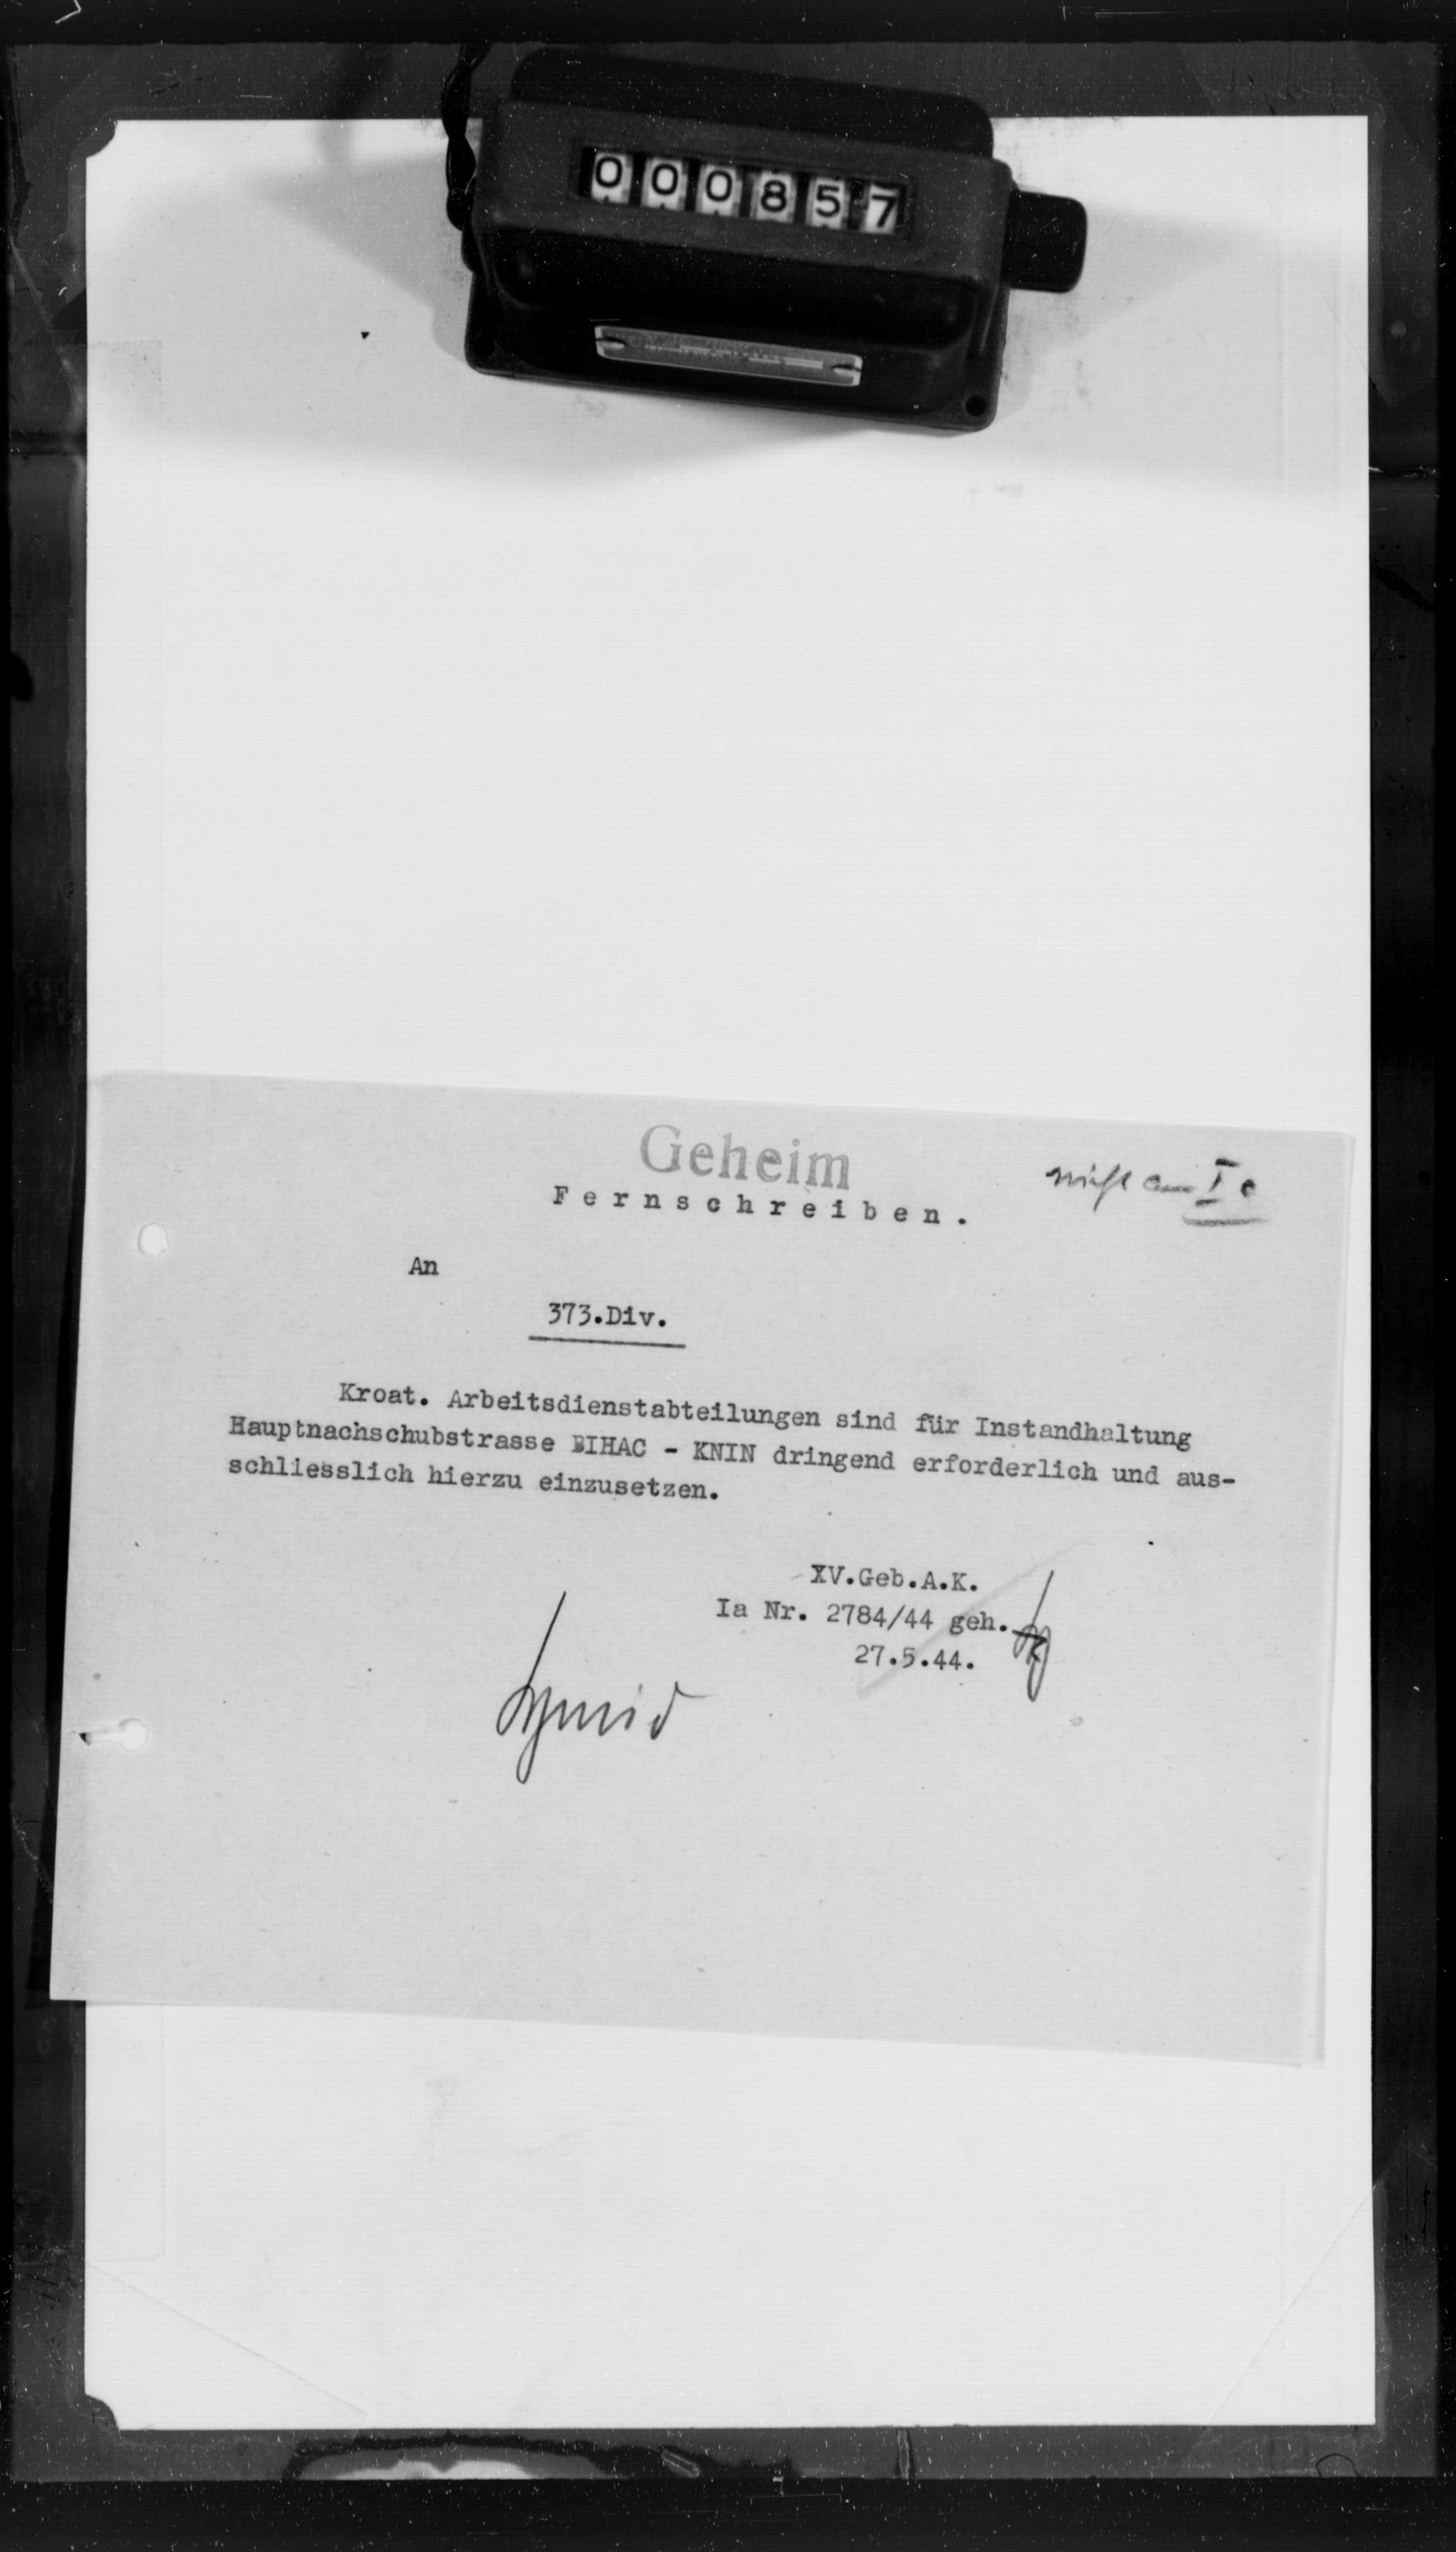 000857
Geheim
Fernschreiben.
An
373.Div.
Kroat. Arbeitsdienstabteilungen sind für Instandhaltung
Hauptnachschubstrasse BIHAC - KNIN dringend erforderlich und aus-
schliesslich hierzu einzusetzen.
XV.Geb.A.K.
Ia Nr. 2784/44 geh.
27.5.44.